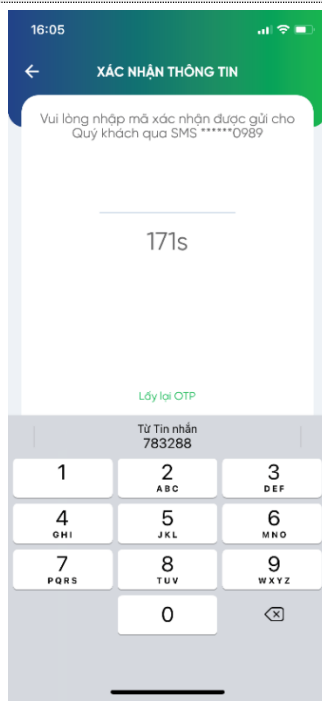 16:05
XÁC NHẬN THÔNG TIN
Vui lòng nhập mã xác nhận được gửi cho
Quý khách qua SMS ******0989
171s
Lấy lại OTP
Từ Tin nhắn
783288
1 2 3
ABC DEF
4 5 6
GHI JKL MNO
7 8 9
PQRS TUV WXYZ
0